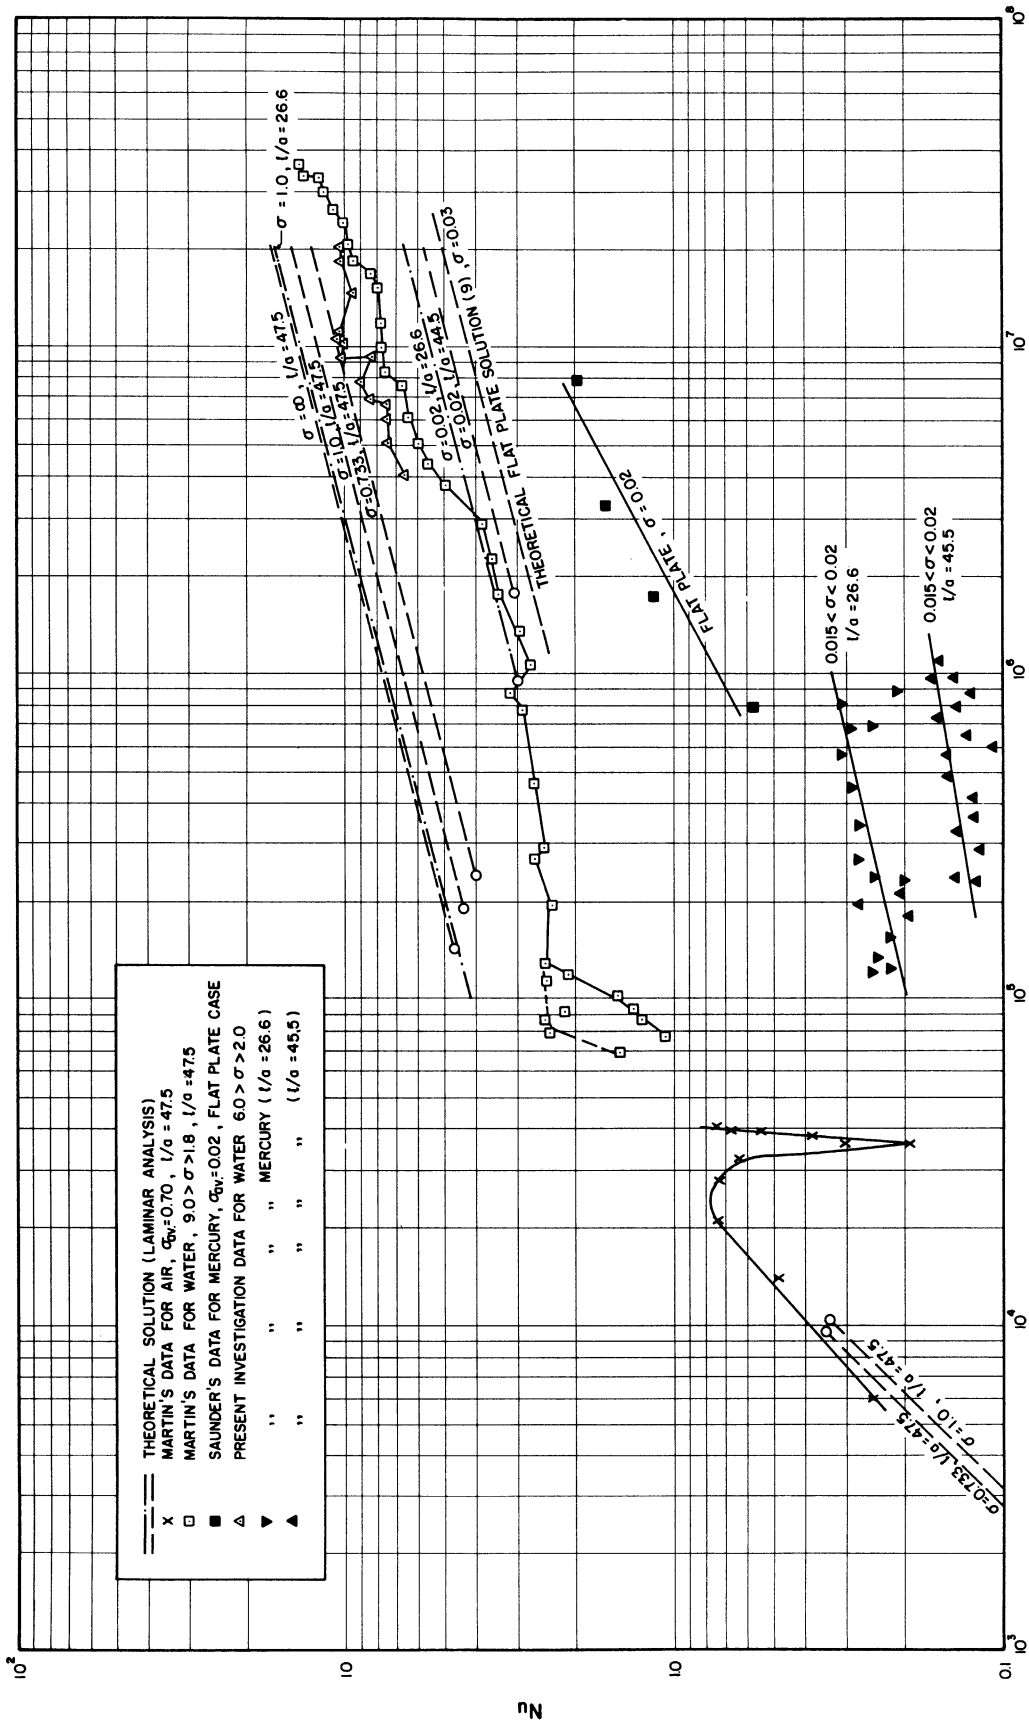 THEORETICAL SOLUTION (LAMINAR ANALYSIS)
x MARTIN'S DATA FOR AIR, σav.=0.70, l/a=47.5
MARTIN'S DATA FOR WATER, 9.0>σ>1.8, l/a=47.5
SAUNDER'S DATA FOR MERCURY, σav.=0.02, FLAT PLATE CASE
PRESENT INVESTIGATION DATA FOR WATER 6.0>σ>2.0
" " " " MERCURY (l/a=26.6)
" " " " " (l/a=45.5)
σ=∞, l/a=47.5
σ=1.0, l/a=26.6
σ=1.0, l/a=47.5
σ=0.733, l/a=47.5
σ=0.02, l/a=26.6
σ=0.02, l/a=44.5
THEORETICAL FLAT PLATE SOLUTION (9), σ=0.03
FLAT PLATE, σ=0.02
0.015<σ<0.02
l/a=26.6
0.015<σ<0.02
l/a=45.5
σ=0.733, l/a=47.5
σ=1.0, l/a=47.5
Nu
10²
10
1.0
0.1
10³
10⁴
10⁵
10⁶
10⁷
10⁸